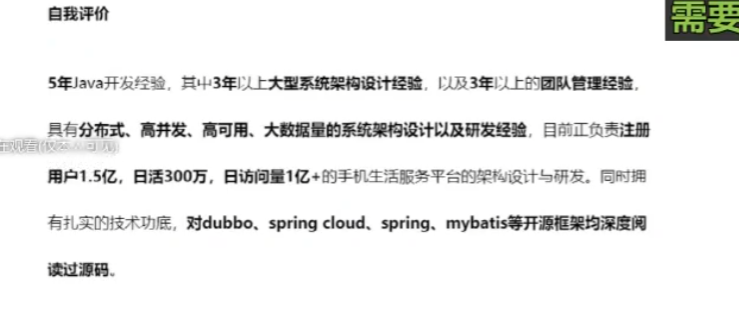 自我评价
需要
5年Java开发经验，其中3年以上大型系统架构设计经验，以及3年以上的团队管理经验，
具有分布式、高并发、高可用、大数据量的系统架构设计以及研发经验，目前正负责注册
用户1.5亿，日活300万，日访问量1亿+的手机生活服务平台的架构设计与研发。同时拥
有扎实的技术功底，对dubbo、spring cloud、spring、mybatis等开源框架均深度阅
读过源码。